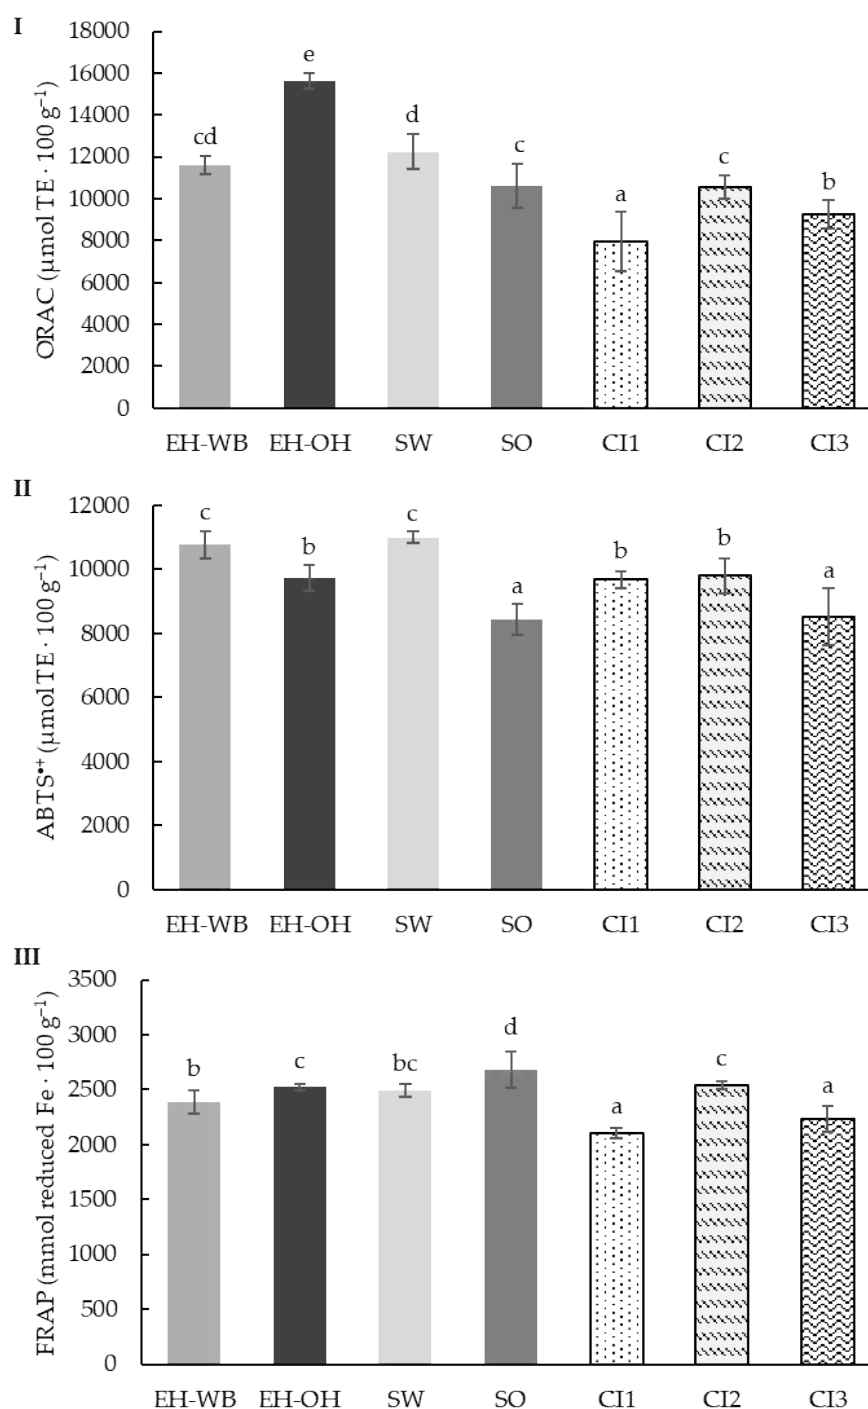 I
ORAC (µmol TE · 100 g⁻¹)
18000
16000
14000
12000
10000
8000
6000
4000
2000
0
cd
e
d
c
a
c
b
EH-WB EH-OH SW SO CI1 CI2 CI3
II
ABTS•+ (µmol TE · 100 g⁻¹)
12000
10000
8000
6000
4000
2000
0
c
b
c
a
b
b
a
EH-WB EH-OH SW SO CI1 CI2 CI3
III
FRAP (mmol reduced Fe · 100 g⁻¹)
3500
3000
2500
2000
1500
1000
500
0
b
c
bc
d
a
c
a
EH-WB EH-OH SW SO CI1 CI2 CI3